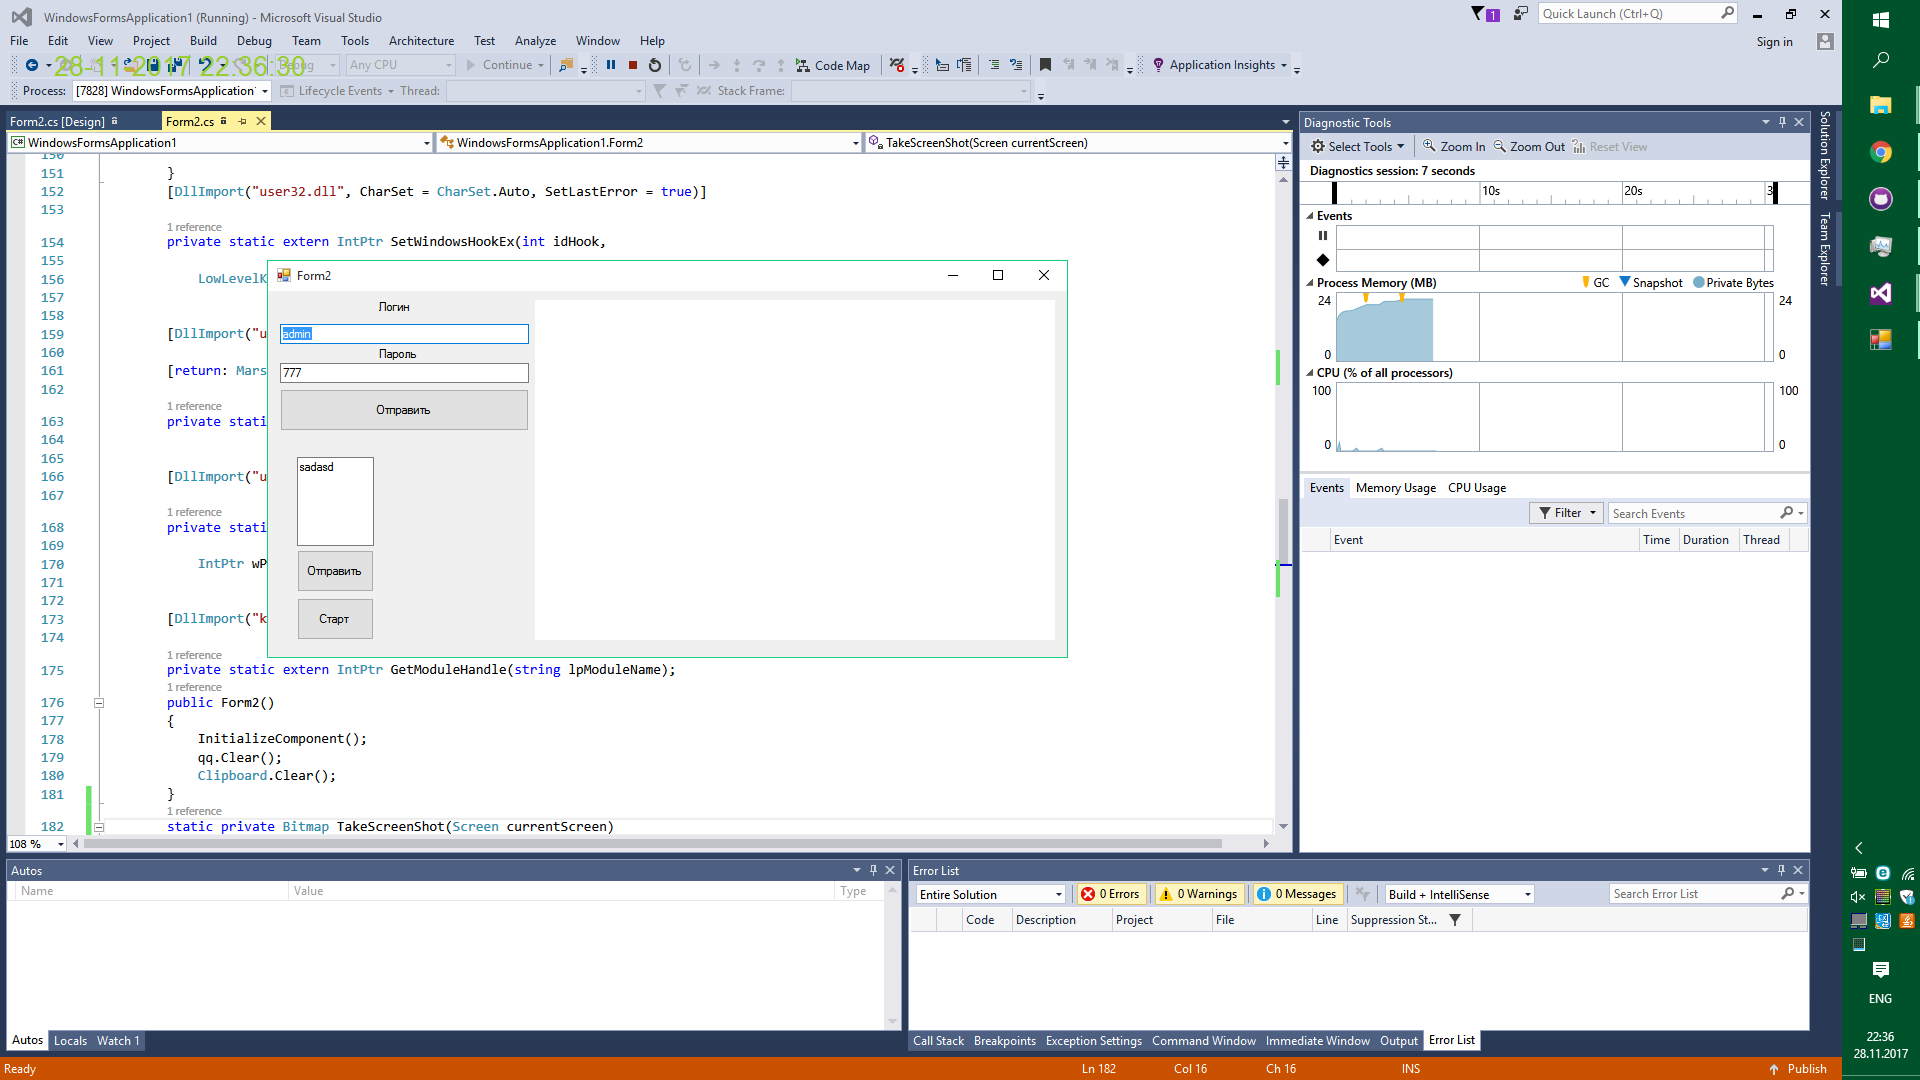 WindowsFormsApplication1 (Running) - Microsoft Visual Studio
1
Quick Launch (Ctrl+Q)
File Edit View Project Build Debug Team Tools Architecture Test Analyze Window Help
Sign in
28-11-2017 22:36:30
Any CPU Continue Code Map Application Insights
Process: [7828] WindowsFormsApplication Lifecycle Events Thread: Stack Frame:
Form2.cs [Design] Form2.cs
WindowsFormsApplication1 WindowsFormsApplication1.Form2 TakeScreenShot(Screen currentScreen)
150
151 }
152 [DllImport("user32.dll", CharSet = CharSet.Auto, SetLastError = true)]
153
1 reference
154 private static extern IntPtr SetWindowsHookEx(int idHook,
155
156 LowLevelK
157
158
159 [DllImport("u
160
161 [return: Mars
162
1 reference
163 private stati
164
165
166 [DllImport("u
167
1 reference
168 private stati
169
170 IntPtr wP
171
172
173 [DllImport("k
174
1 reference
175 private static extern IntPtr GetModuleHandle(string lpModuleName);
1 reference
176 public Form2()
177 {
178 InitializeComponent();
179 qq.Clear();
180 Clipboard.Clear();
181 }
1 reference
182 static private Bitmap TakeScreenShot(Screen currentScreen)
108 %
Form2
Логин
admin
Пароль
777
Отправить
sadasd
Отправить
Старт
Diagnostic Tools
Select Tools Zoom In Zoom Out Reset View
Diagnostics session: 7 seconds
10s 20s 3
Events
Process Memory (MB) GC Snapshot Private Bytes
24 24
0 0
CPU (% of all processors)
100 100
0 0
Events Memory Usage CPU Usage
Filter Search Events
Event Time Duration Thread
Solution Explorer
Team Explorer
Autos
Name Value Type
Autos Locals Watch 1
Error List
Entire Solution 0 Errors 0 Warnings 0 Messages Build + IntelliSense Search Error List
Code Description Project File Line Suppression St...
Call Stack Breakpoints Exception Settings Command Window Immediate Window Output Error List
Ready Ln 182 Col 16 Ch 16 INS Publish
ENG
22:36
28.11.2017